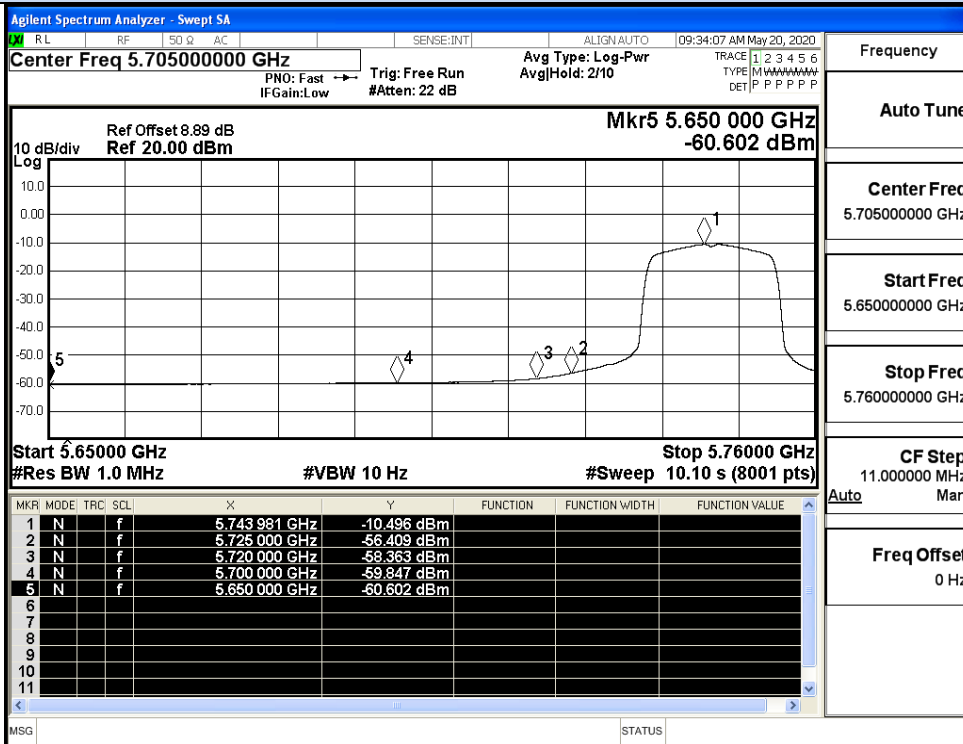 Agilent Spectrum Analyzer - Swept SA
LXI RL RF 50 Ω AC SENSE:INT ALIGN AUTO 09:34:07 AM May 20, 2020
Center Freq 5.705000000 GHz
PNO: Fast
IFGain:Low
Trig: Free Run
#Atten: 22 dB
Avg Type: Log-Pwr
Avg|Hold: 2/10
TRACE 1 2 3 4 5 6
TYPE M W W W W W
DET P P P P P P
Ref Offset 8.89 dB
10 dB/div Ref 20.00 dBm
Log
Mkr5 5.650 000 GHz
-60.602 dBm
10.0
0.00
-10.0
-20.0
-30.0
-40.0
-50.0
-60.0
-70.0
1
2
3
4
5
Start 5.65000 GHz Stop 5.76000 GHz
#Res BW 1.0 MHz #VBW 10 Hz #Sweep 10.10 s (8001 pts)
MKR MODE TRC SCL X Y FUNCTION FUNCTION WIDTH FUNCTION VALUE
1 N f 5.743 981 GHz -10.496 dBm
2 N f 5.725 000 GHz -56.409 dBm
3 N f 5.720 000 GHz -58.363 dBm
4 N f 5.700 000 GHz -59.847 dBm
5 N f 5.650 000 GHz -60.602 dBm
6
7
8
9
10
11
MSG STATUS
Frequency
Auto Tune
Center Freq
5.705000000 GHz
Start Freq
5.650000000 GHz
Stop Freq
5.760000000 GHz
CF Step
11.000000 MHz
Auto Man
Freq Offset
0 Hz